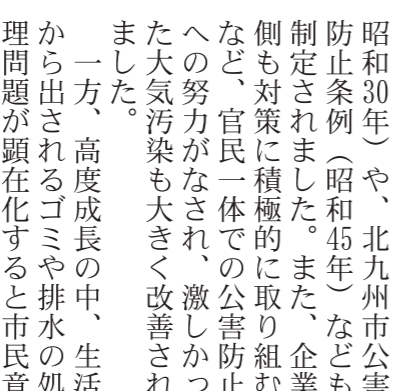 昭和30年）や、北九州市公害
防止条例（昭和45年）なども
制定されました。また、企業
側も対策に積極的に取り組む
など、官民一体での公害防止
への努力がなされ、激しかっ
た大気汚染も大きく改善され
ました。
　一方、高度成長の中、生活
から出されるゴミや排水の処
理問題が顕在化すると市民意